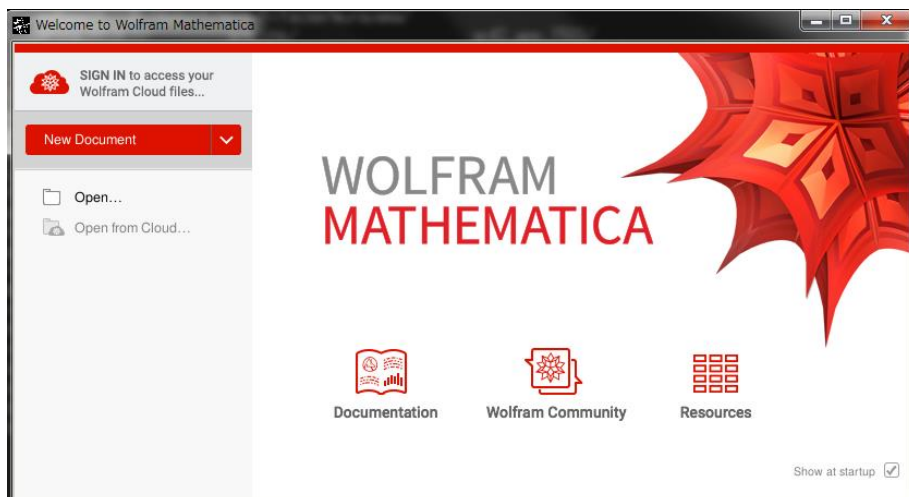 Welcome to Wolfram Mathematica
SIGN IN to access your
Wolfram Cloud files...
New Document
Open...
Open from Cloud...
WOLFRAM
MATHEMATICA
Documentation
Wolfram Community
Resources
Show at startup